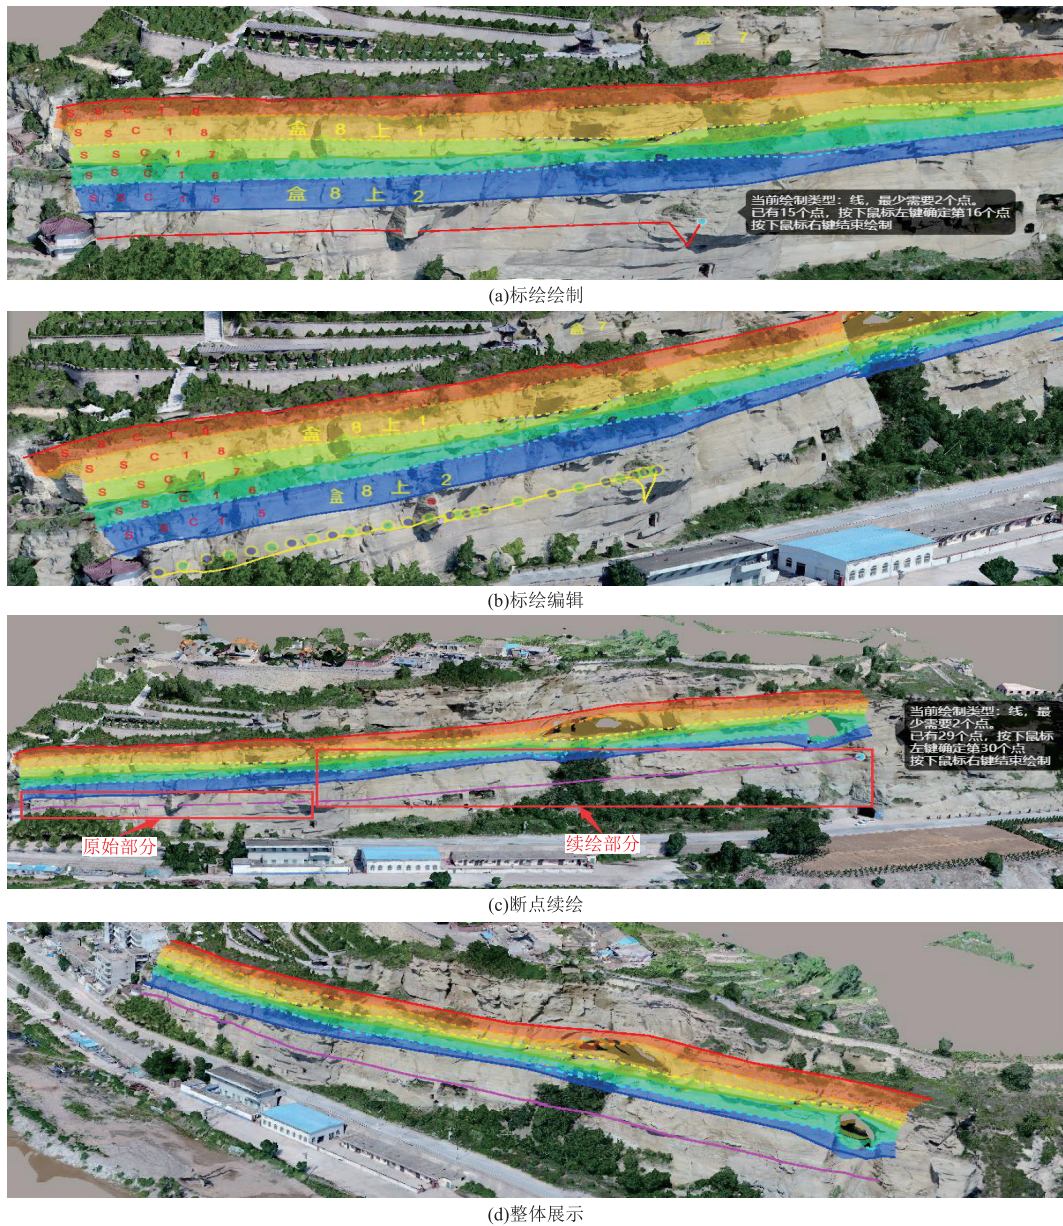 盒 7
S S C 1 9
S S C 1 8
盒 8 上 1
S S C 1 7
S S C 1 6
S S C 1 5
盒 8 上 2
当前绘制类型：线，最少需要2个点。
已有15个点，按下鼠标左键确定第16个点
按下鼠标右键结束绘制
(a)标绘绘制
盒 7
S S C 1 9
S S C 1 8
盒 8 上 1
S S C 1 7
S S C 1 6
S S C 1 5
盒 8 上 2
(b)标绘编辑
当前绘制类型：线，最
少需要2个点。
已有29个点，按下鼠标
左键确定第30个点
按下鼠标右键结束绘制
原始部分
续绘部分
(c)断点续绘
(d)整体展示